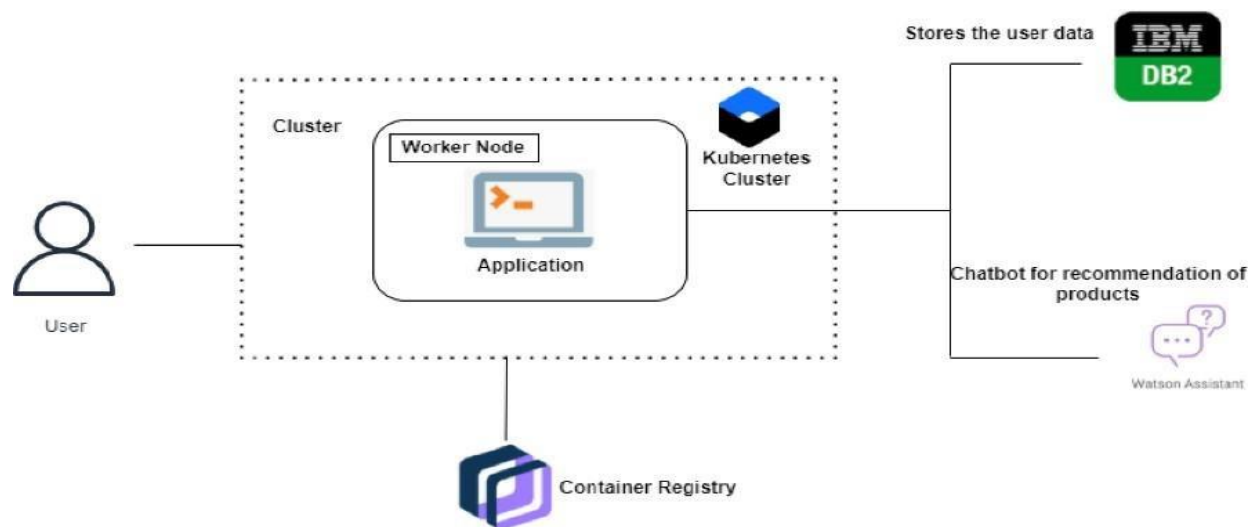 Stores the user data
IBM
DB2
Cluster
Worker Node
Kubernetes
Cluster
Application
User
Chatbot for recommendation of
products
?
Watson Assistant
Container Registry